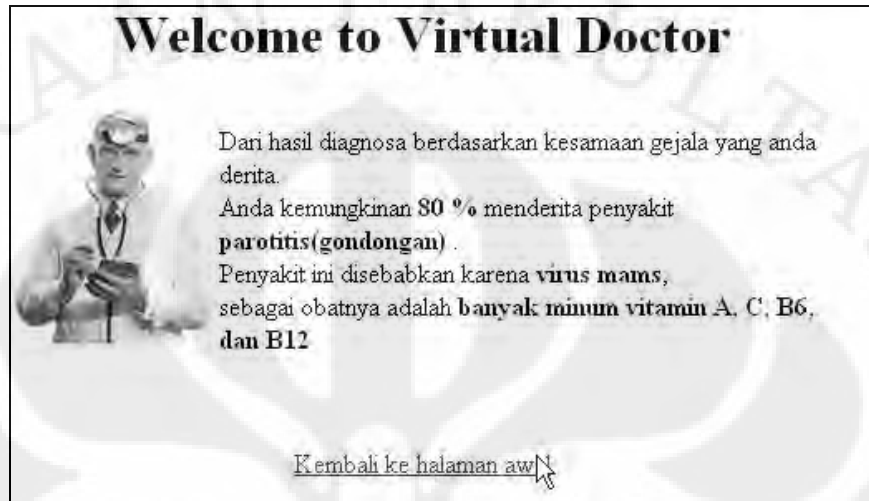 Welcome to Virtual Doctor
Dari hasil diagnosa berdasarkan kesamaan gejala yang anda
derita.
Anda kemungkinan 80 % menderita penyakit
parotitis(gondongan) .
Penyakit ini disebabkan karena virus mams,
sebagai obatnya adalah banyak minum vitamin A, C, B6,
dan B12
Kembali ke halaman